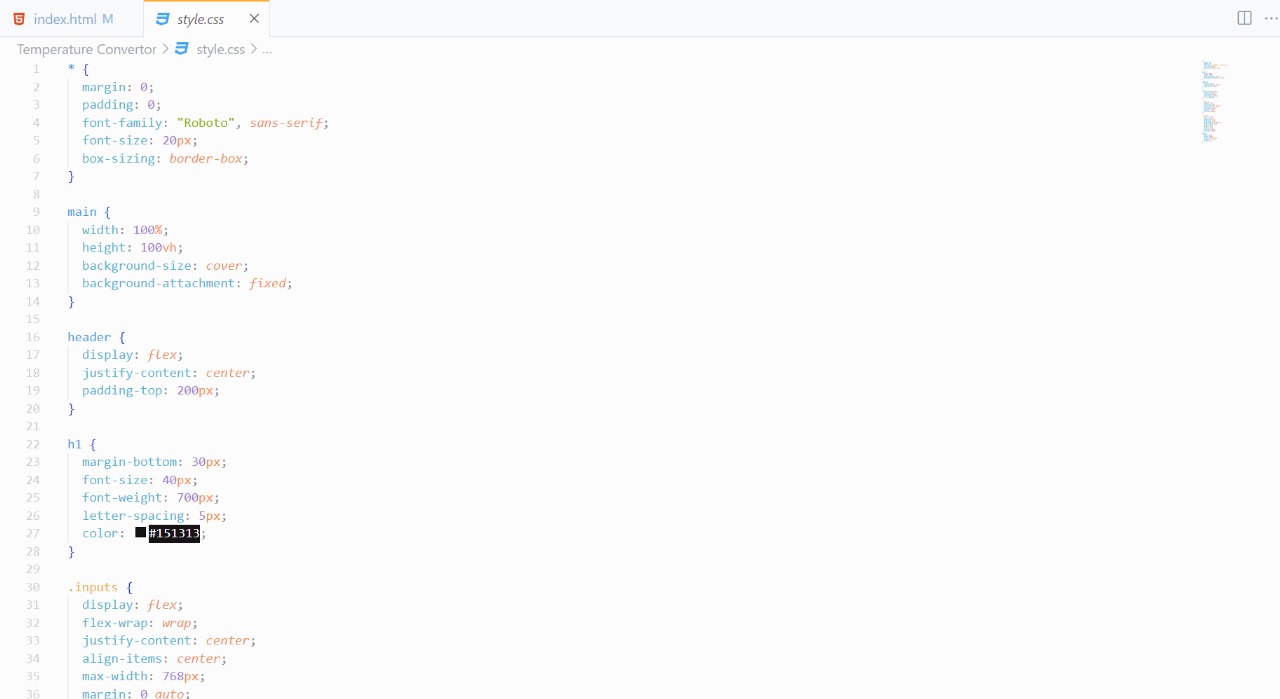 index.html M
style.css
Temperature Convertor > style.css > ...
1 * {
2 margin: 0;
3 padding: 0;
4 font-family: "Roboto", sans-serif;
5 font-size: 20px;
6 box-sizing: border-box;
7 }
8
9 main {
10 width: 100%;
11 height: 100vh;
12 background-size: cover;
13 background-attachment: fixed;
14 }
15
16 header {
17 display: flex;
18 justify-content: center;
19 padding-top: 200px;
20 }
21
22 h1 {
23 margin-bottom: 30px;
24 font-size: 40px;
25 font-weight: 700px;
26 letter-spacing: 5px;
27 color: #151313;
28 }
29
30 .inputs {
31 display: flex;
32 flex-wrap: wrap;
33 justify-content: center;
34 align-items: center;
35 max-width: 768px;
36 margin: 0 auto;